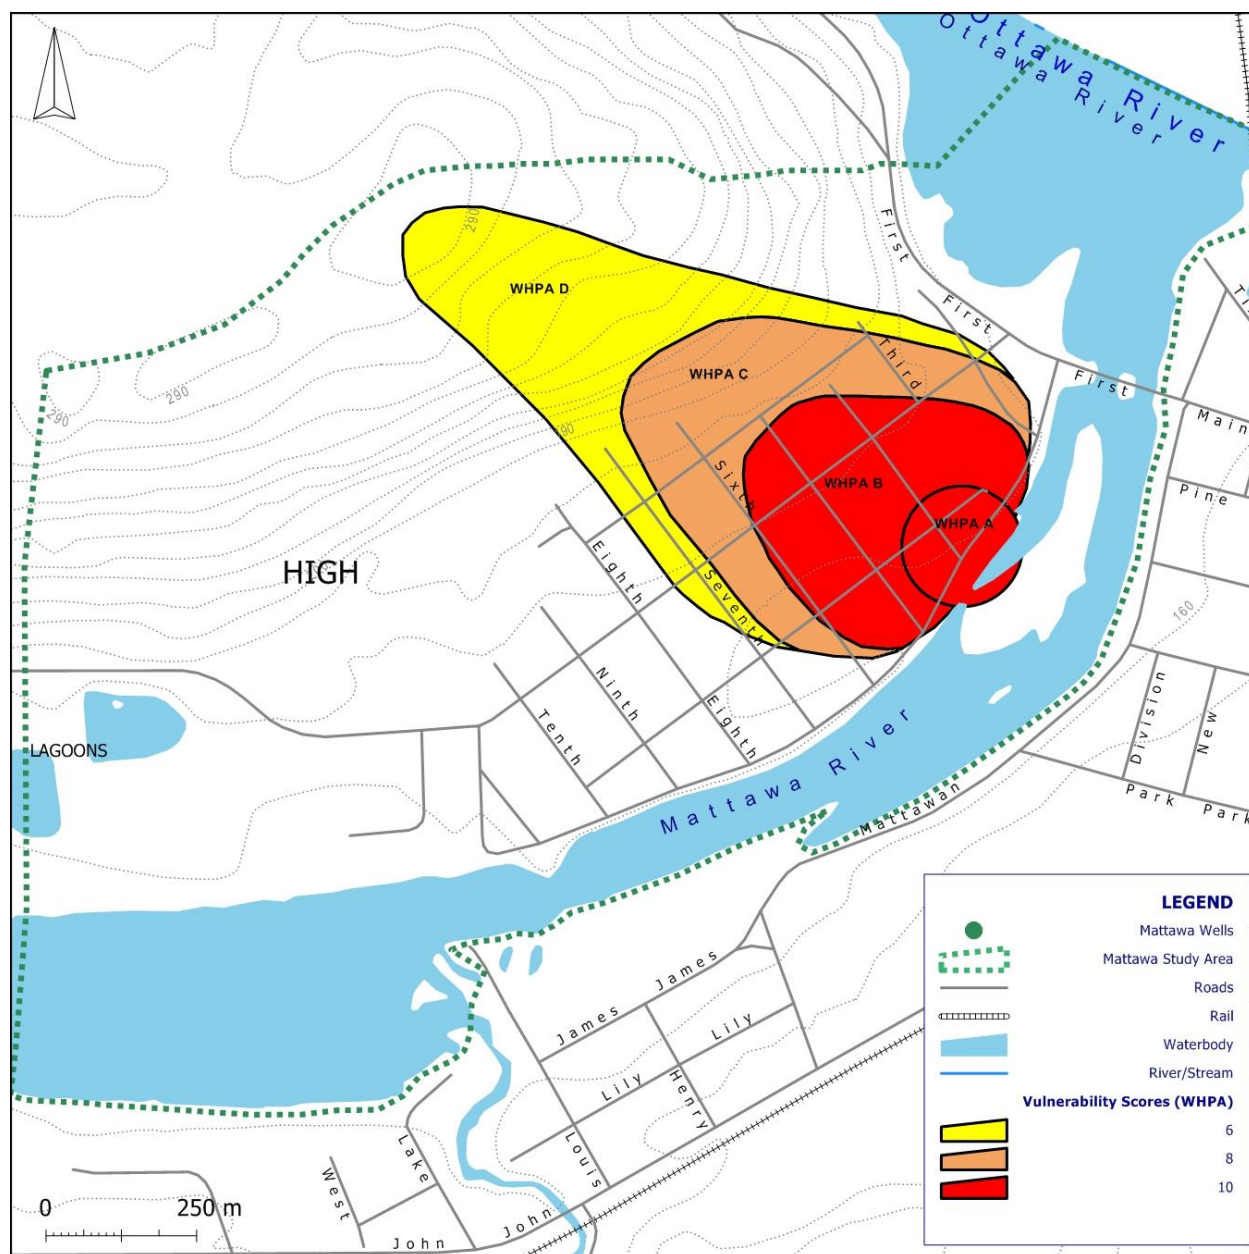 Ottawa River
Ottawa River
First
290
WHPA D
First
Third
First
WHPA C
290
290
Main
290
Sixth
WHPA B
Pine
WHPA A
Eighth
HIGH
Seventh
160
Ninth
Eighth
Tenth
Division
New
LAGOONS
Mattawa River
Mattawan
Park
Park
LEGEND
Mattawa Wells
Mattawa Study Area
Roads
Rail
Waterbody
River/Stream
Vulnerability Scores (WHPA)
6
8
10
James
James
Lily
Lily
Henry
Louis
Lake
West
John
John
0
250 m